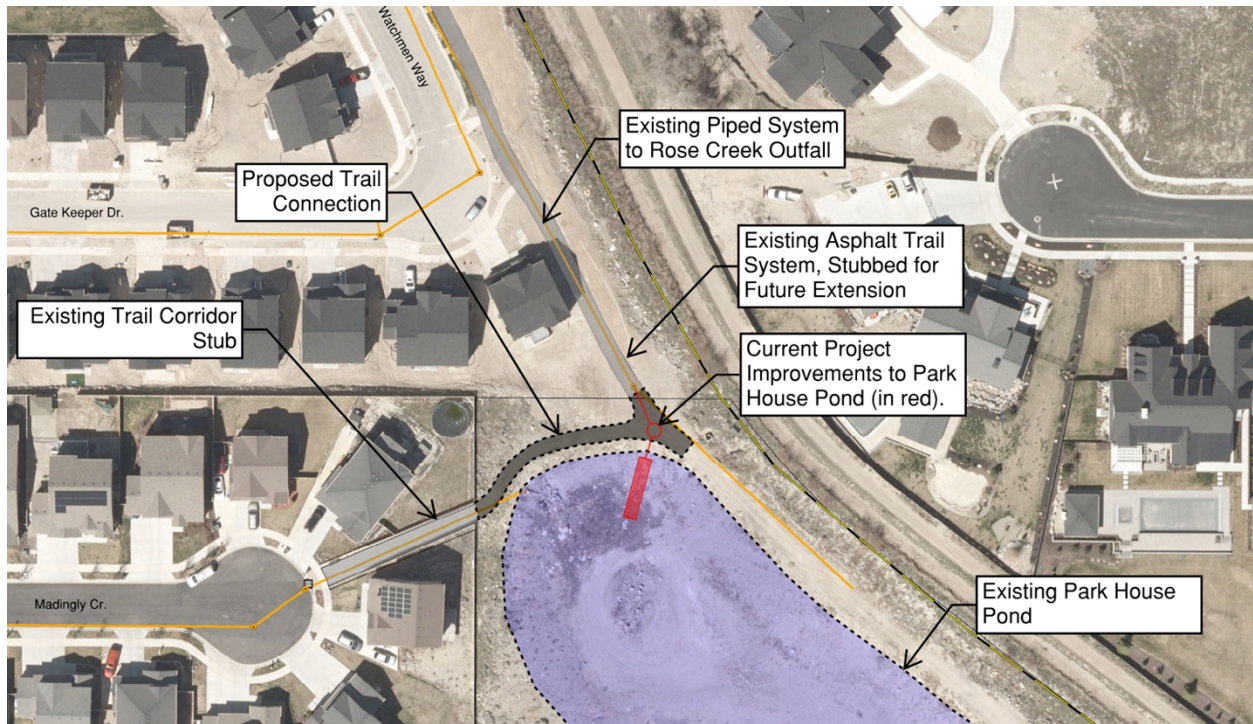 Watchmen Way
Existing Piped System
to Rose Creek Outfall
Proposed Trail
Connection
Gate Keeper Dr.
Existing Asphalt Trail
System, Stubbed for
Future Extension
Existing Trail Corridor
Stub
Current Project
Improvements to Park
House Pond (in red).
Existing Park House
Pond
Madingly Cr.